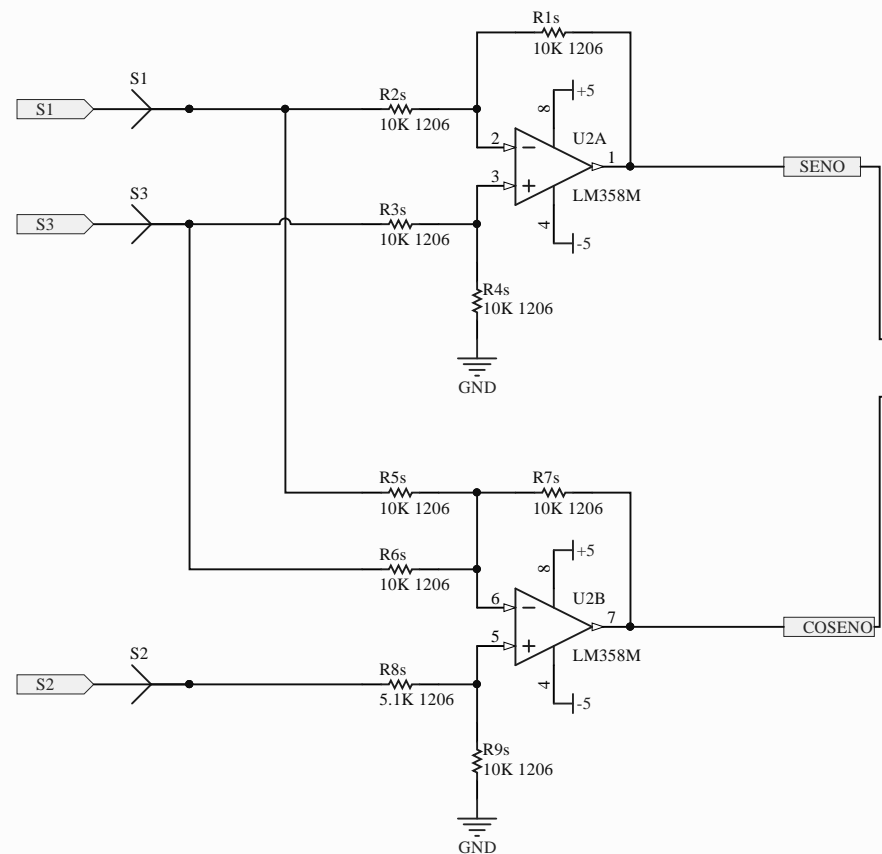 R1s
10K 1206
S1
S1
R2s
10K 1206
8
+5
2
U2A
1
3
LM358M
4
-5
SENO
S3
S3
R3s
10K 1206
R4s
10K 1206
GND
R5s
10K 1206
R7s
10K 1206
R6s
10K 1206
8
+5
6
U2B
7
5
LM358M
4
-5
COSENO
S2
S2
R8s
5.1K 1206
R9s
10K 1206
GND